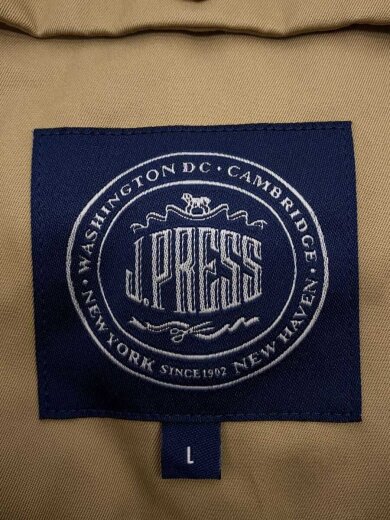 WASHINGTON DC · CAMBRIDGE ·
J.PRESS
· NEW YORK SINCE 1902 NEW HAVEN ·
L